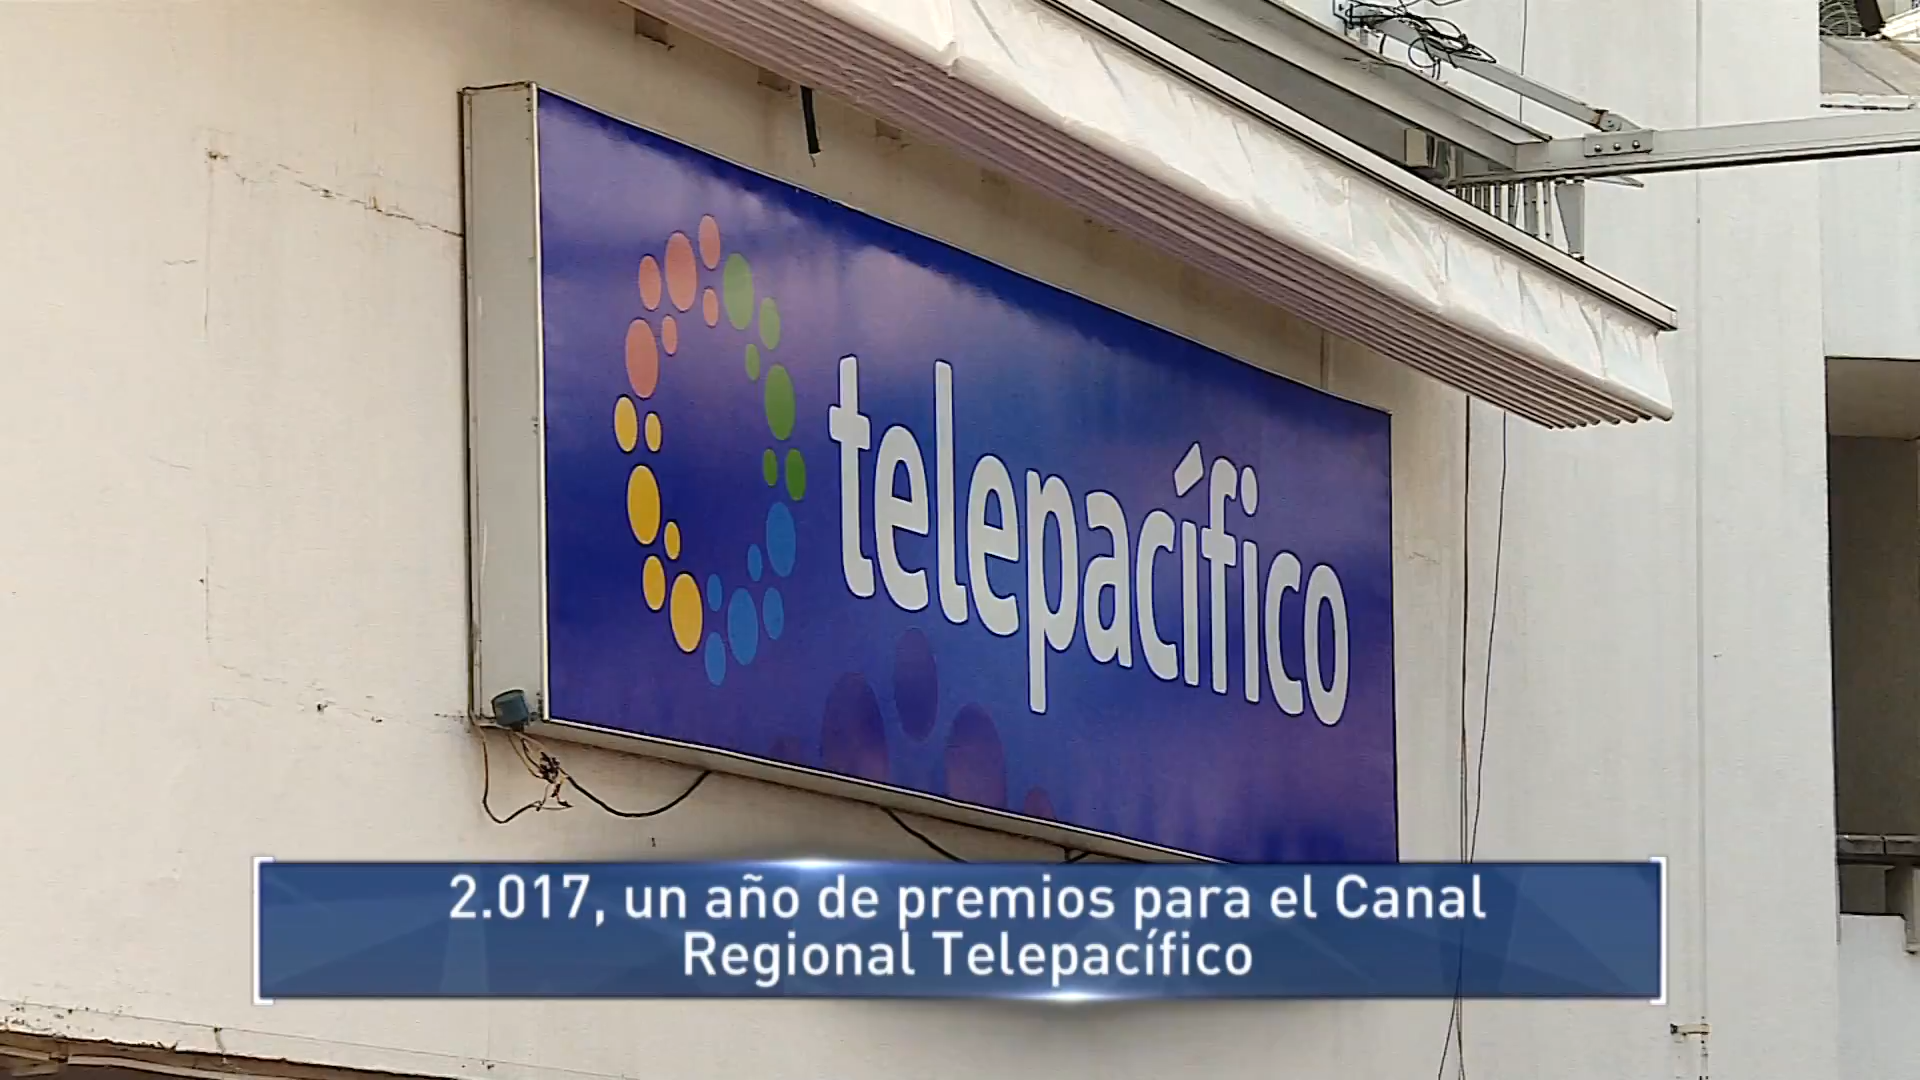 telepacífico
2.017, un año de premios para el Canal
Regional Telepacífico